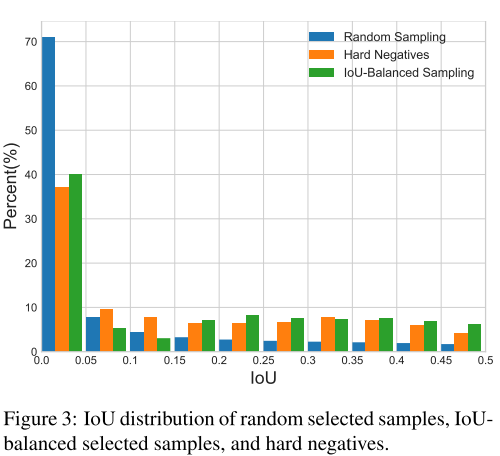 Random Sampling
Hard Negatives
IoU-Balanced Sampling
Percent(%)
70
60
50
40
30
20
10
0
0.0 0.05 0.1 0.15 0.2 0.25 0.3 0.35 0.4 0.45 0.5
IoU
Figure 3: IoU distribution of random selected samples, IoU-
balanced selected samples, and hard negatives.